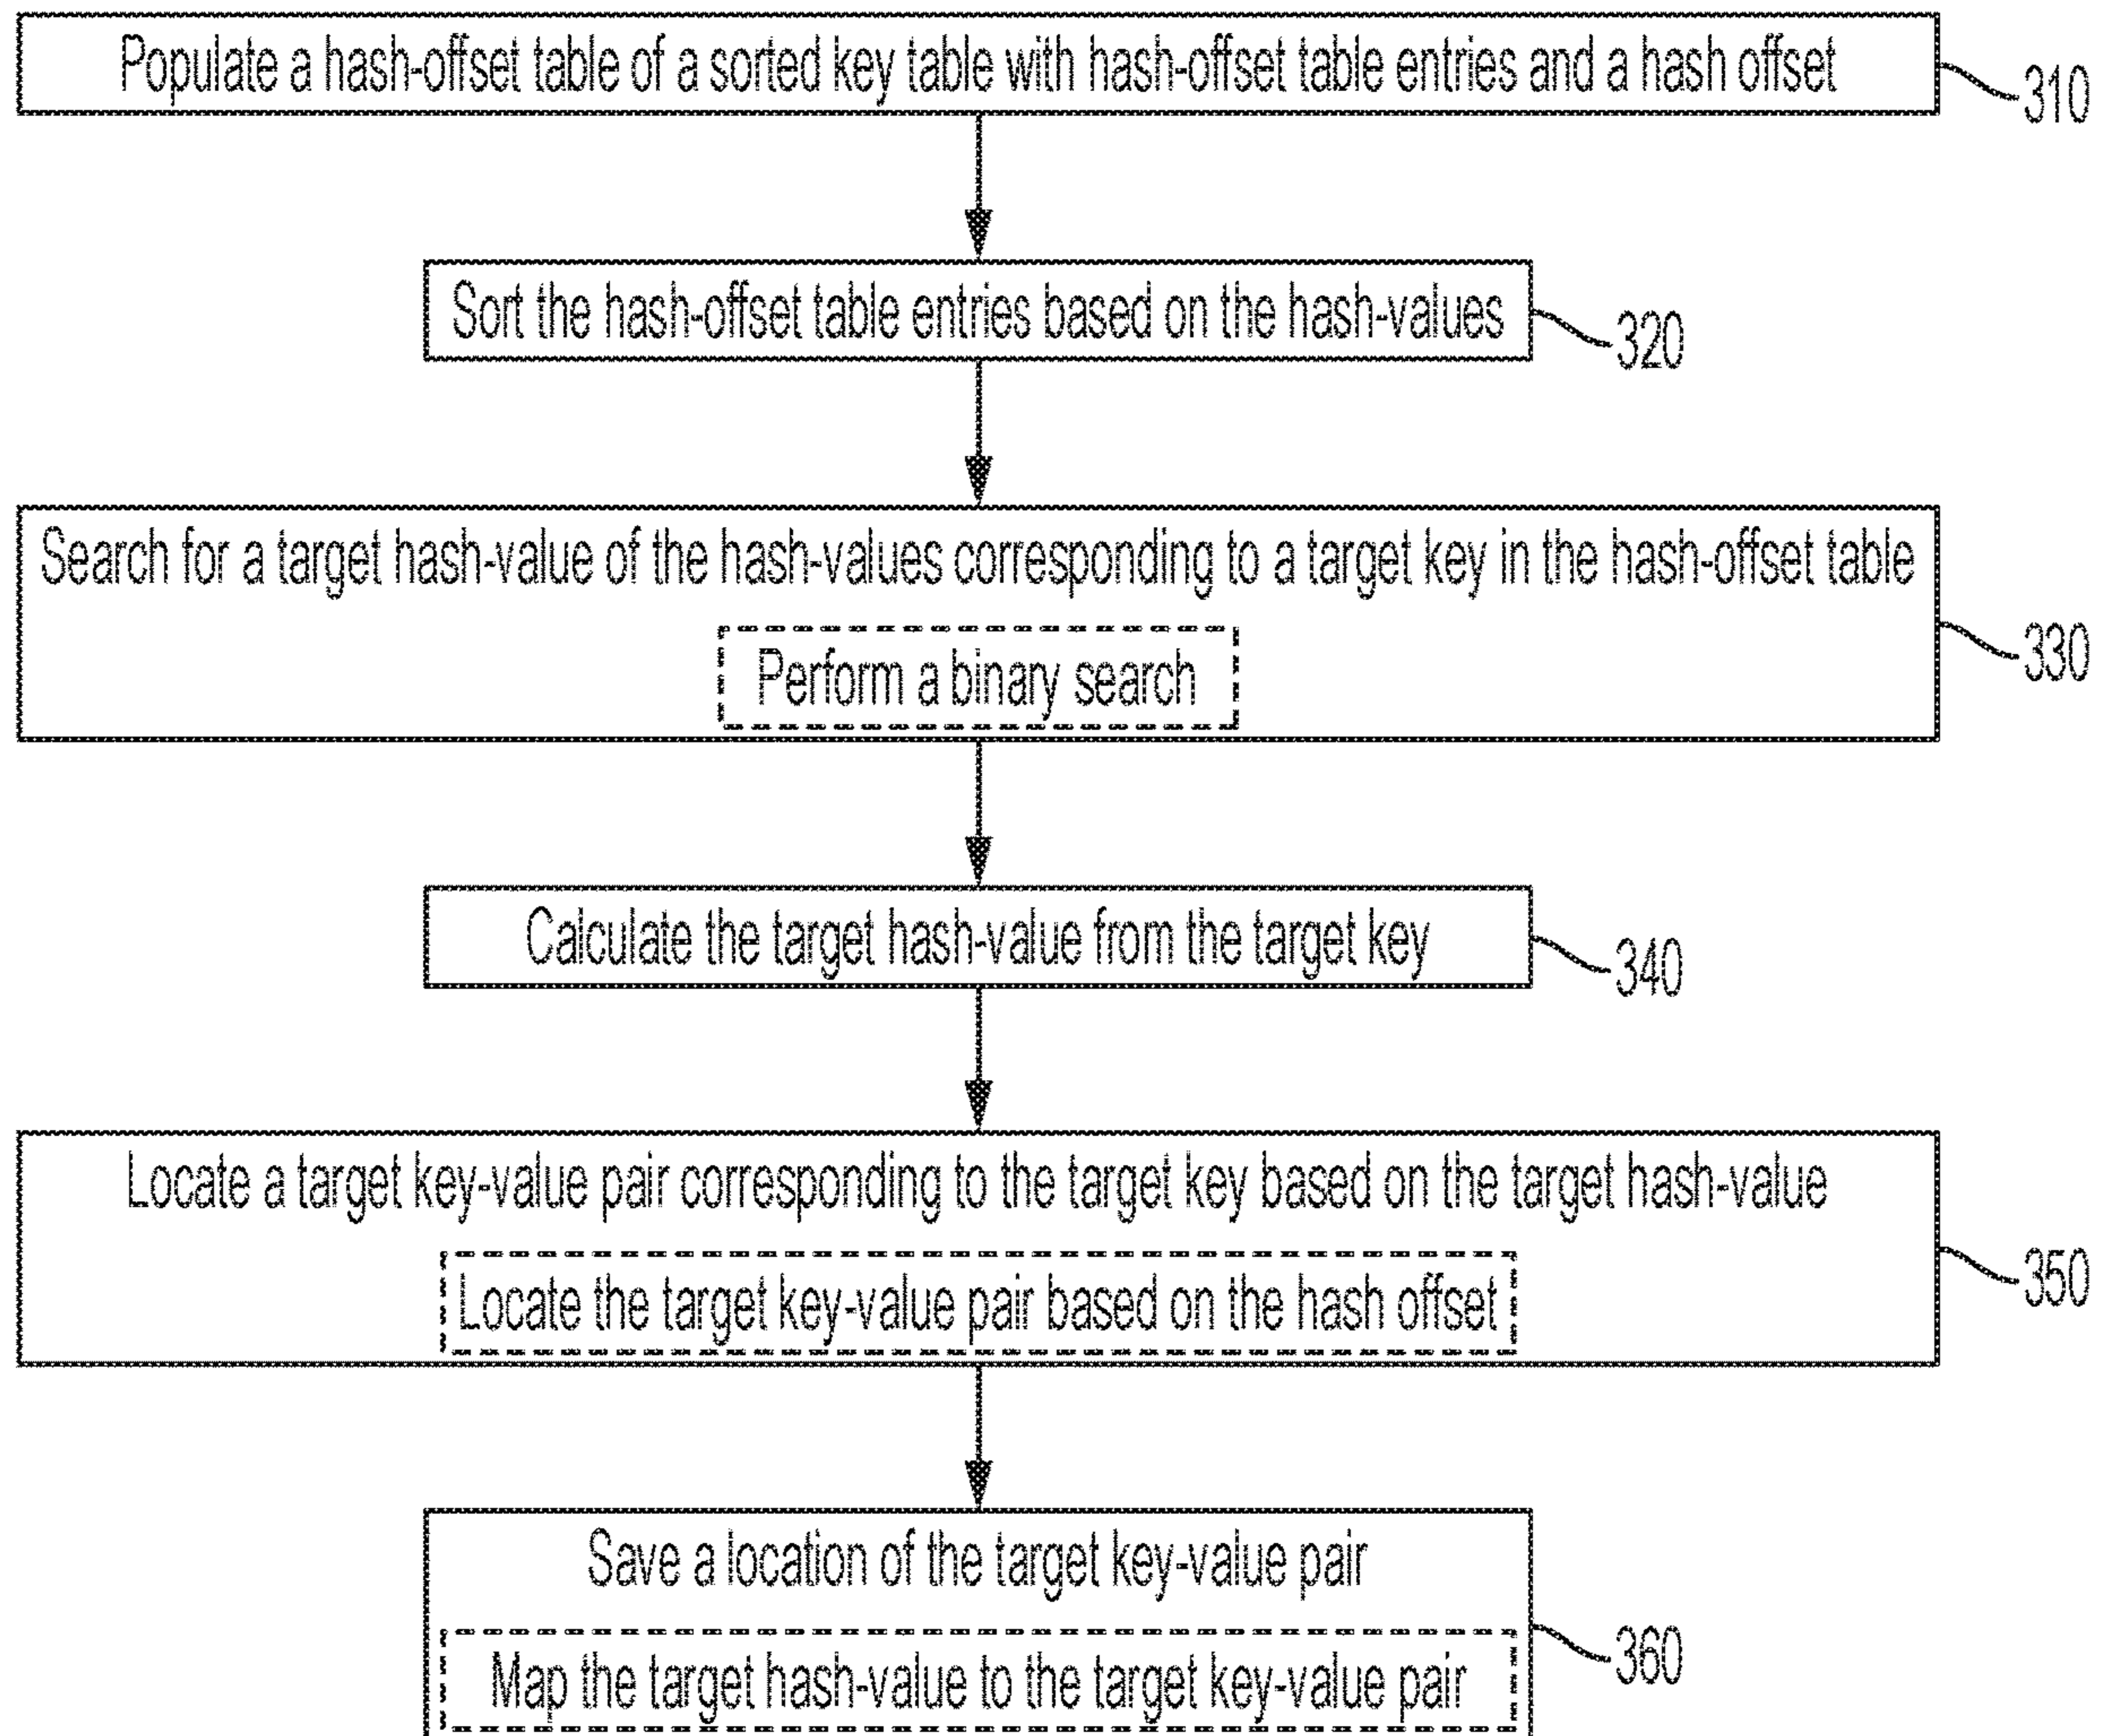 Populate a hash-offset table of a sorted key table with hash-offset table entries and a hash offset
310
Sort the hash-offset table entries based on the hash-values
320
Search for a target hash-value of the hash-values corresponding to a target key in the hash-offset table
Perform a binary search
330
Calculate the target hash-value from the target key
340
Locate a target key-value pair corresponding to the target key based on the target hash-value
Locate the target key-value pair based on the hash offset
350
Save a location of the target key-value pair
Map the target hash-value to the target key-value pair
360